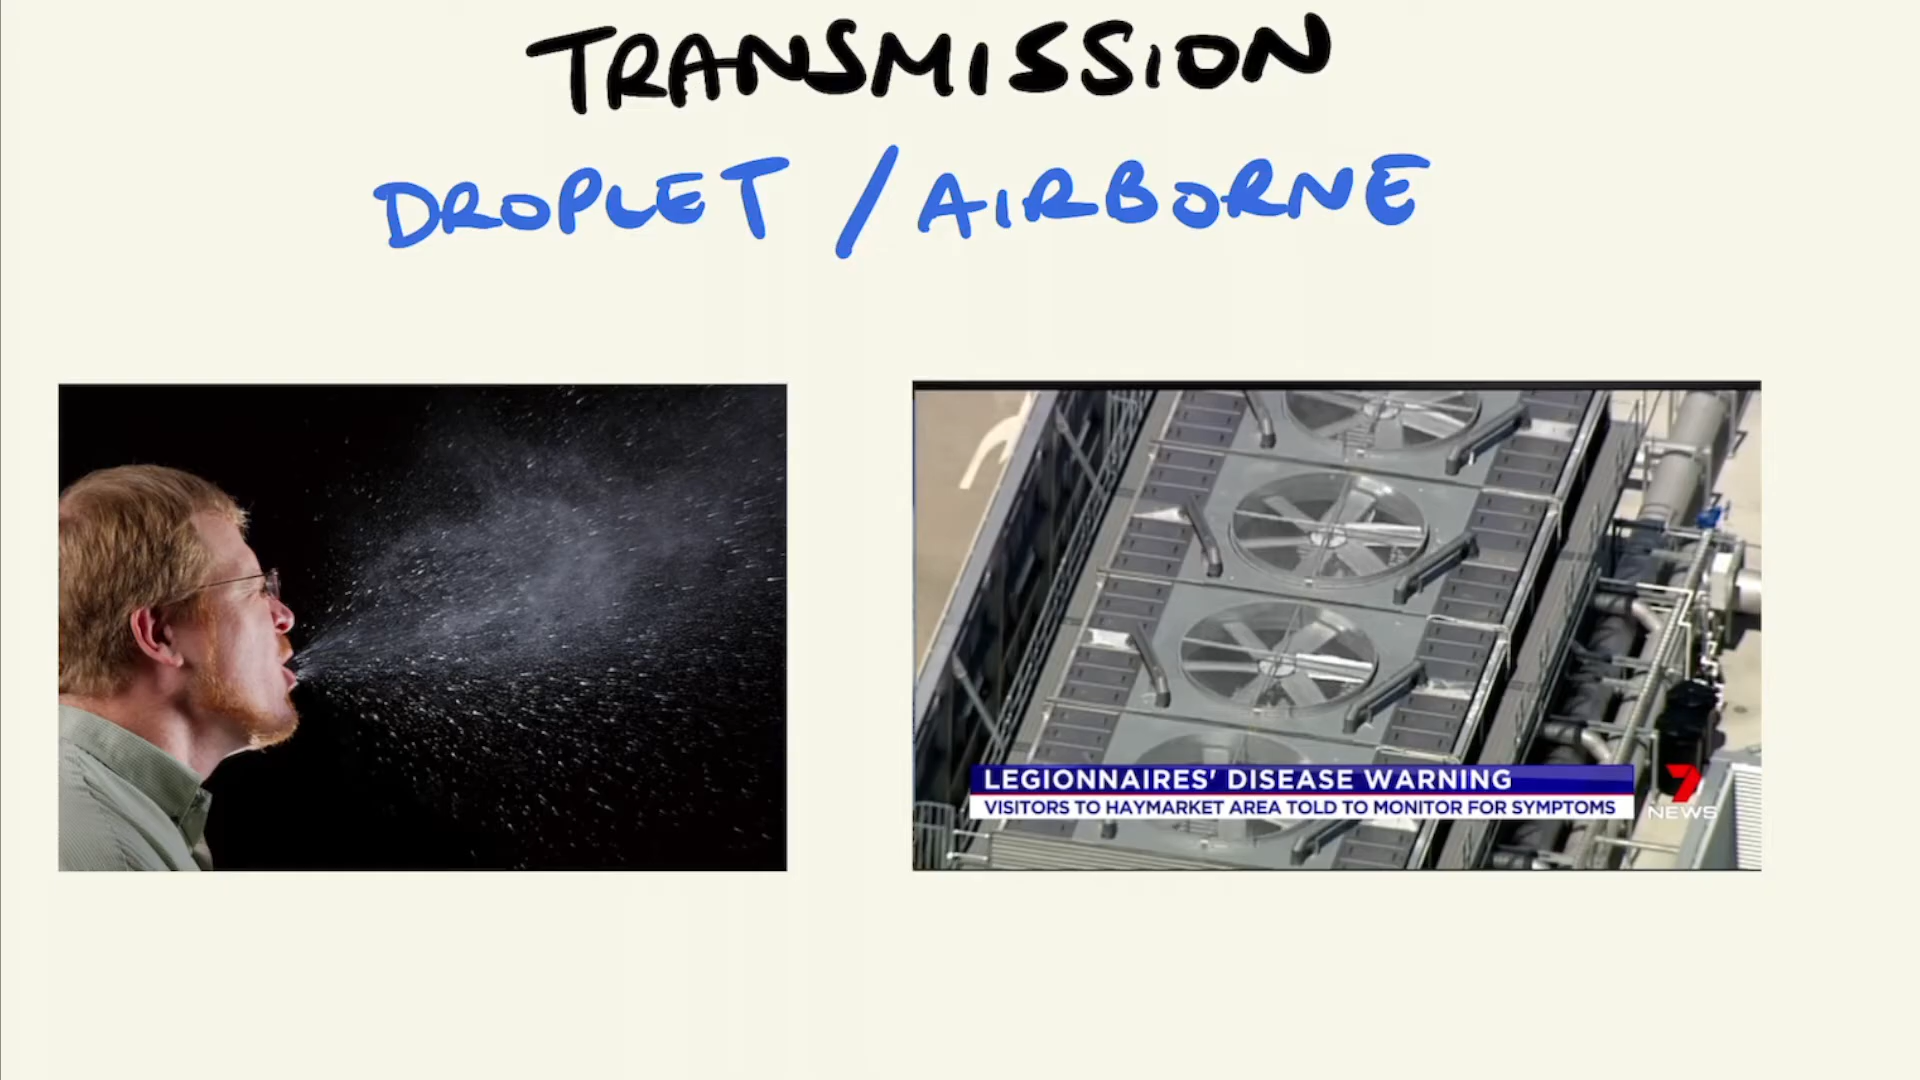 TRANSMISSION
DROPLET / AIRBORNE
LEGIONNAIRES' DISEASE WARNING
VISITORS TO HAYMARKET AREA TOLD TO MONITOR FOR SYMPTOMS
7
NEWS